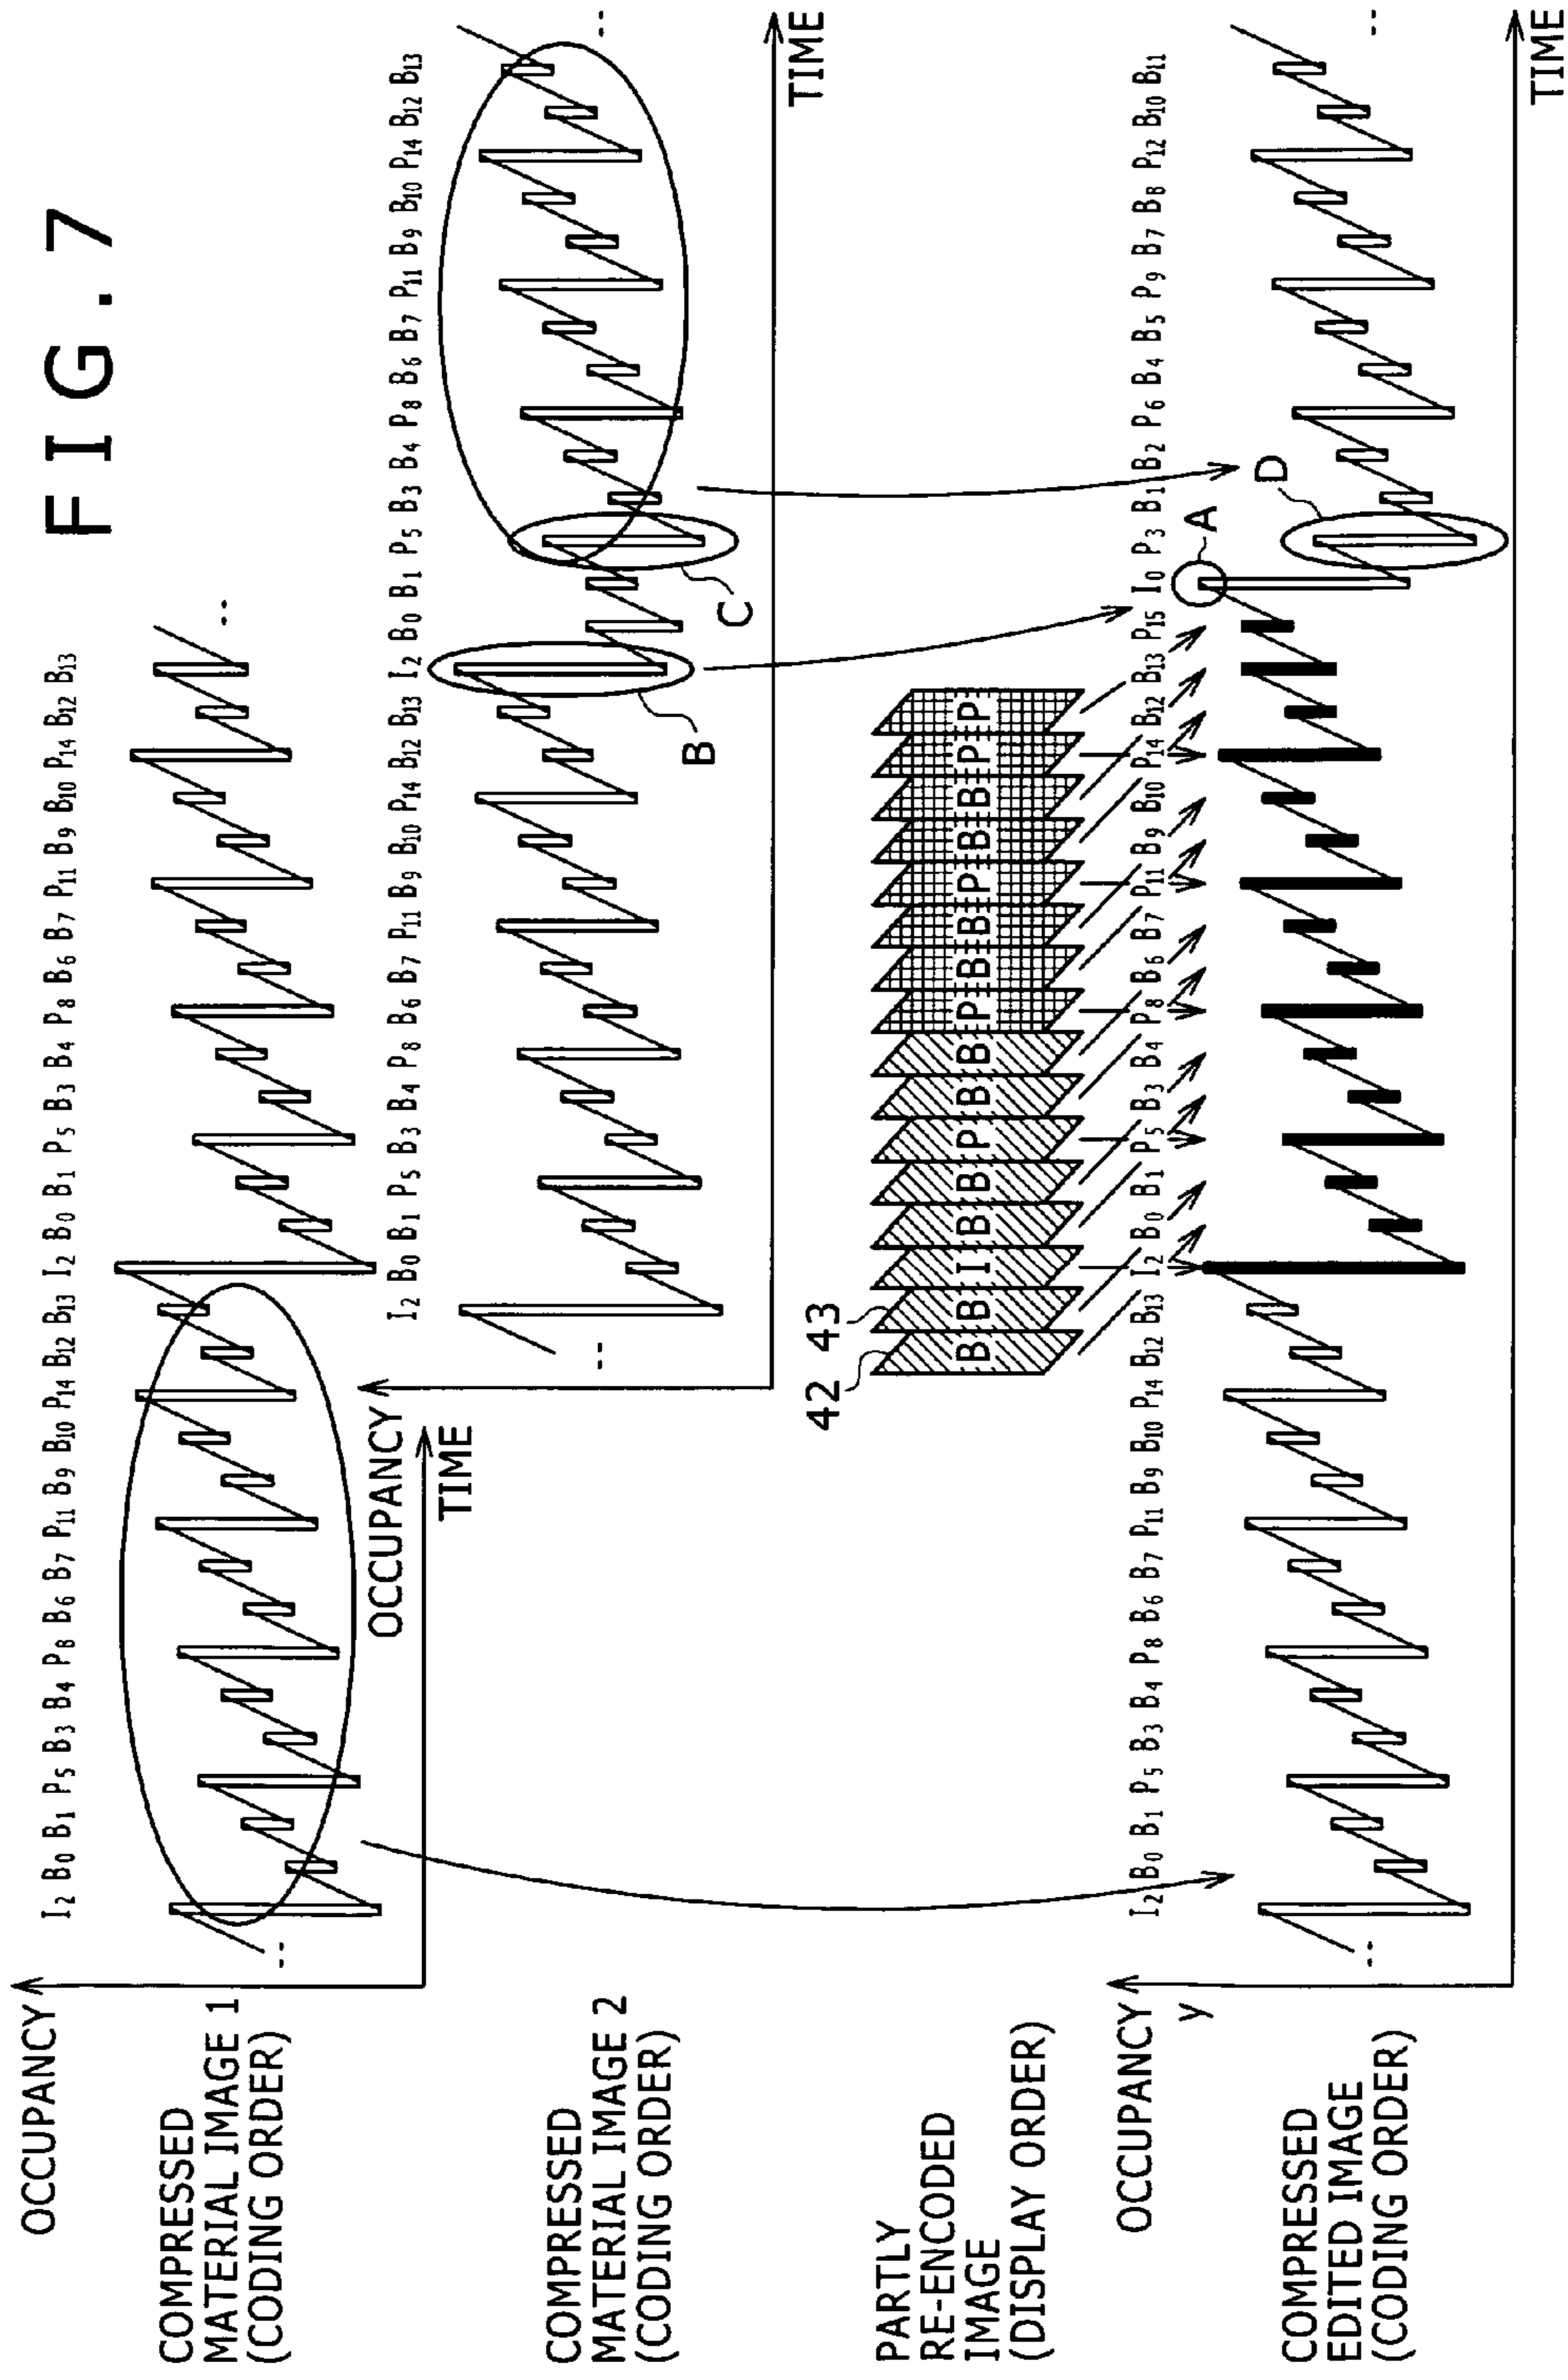 FIG. 7
OCCUPANCY
I2 B0 B1 P5 B3 B4 P8 B6 B7 P11 B9 B10 P14 B12 B13 I2 B0 B1 P5 B3 B4 P8 B6 B7 P11 B9 B10 P14 B12 B13
COMPRESSED
MATERIAL IMAGE 1
(CODING ORDER)
TIME
OCCUPANCY
I2 B0 B1 P5 B3 B4 P8 B6 B7 P11 B9 B10 P14 B12 B13 I2 B0 B1 P5 B3 B4 P8 B6 B7 P11 B9 B10 P14 B12 B13
COMPRESSED
MATERIAL IMAGE 2
(CODING ORDER)
B
C
TIME
42
43
PARTLY
RE-ENCODED
IMAGE
(DISPLAY ORDER)
B B I B B P B B P B B P B B P P
OCCUPANCY
y
I2 B0 B1 P5 B3 B4 P8 B6 B7 P11 B9 B10 P14 B12 B13 I2 B0 B1 P5 B3 B4 P8 B6 B7 P11 B9 B10 P14 B12 B13 P15 I0 P3 B1 B2 P6 B4 B5 P9 B7 B8 P12 B10 B11
A
D
COMPRESSED
EDITED IMAGE
(CODING ORDER)
TIME